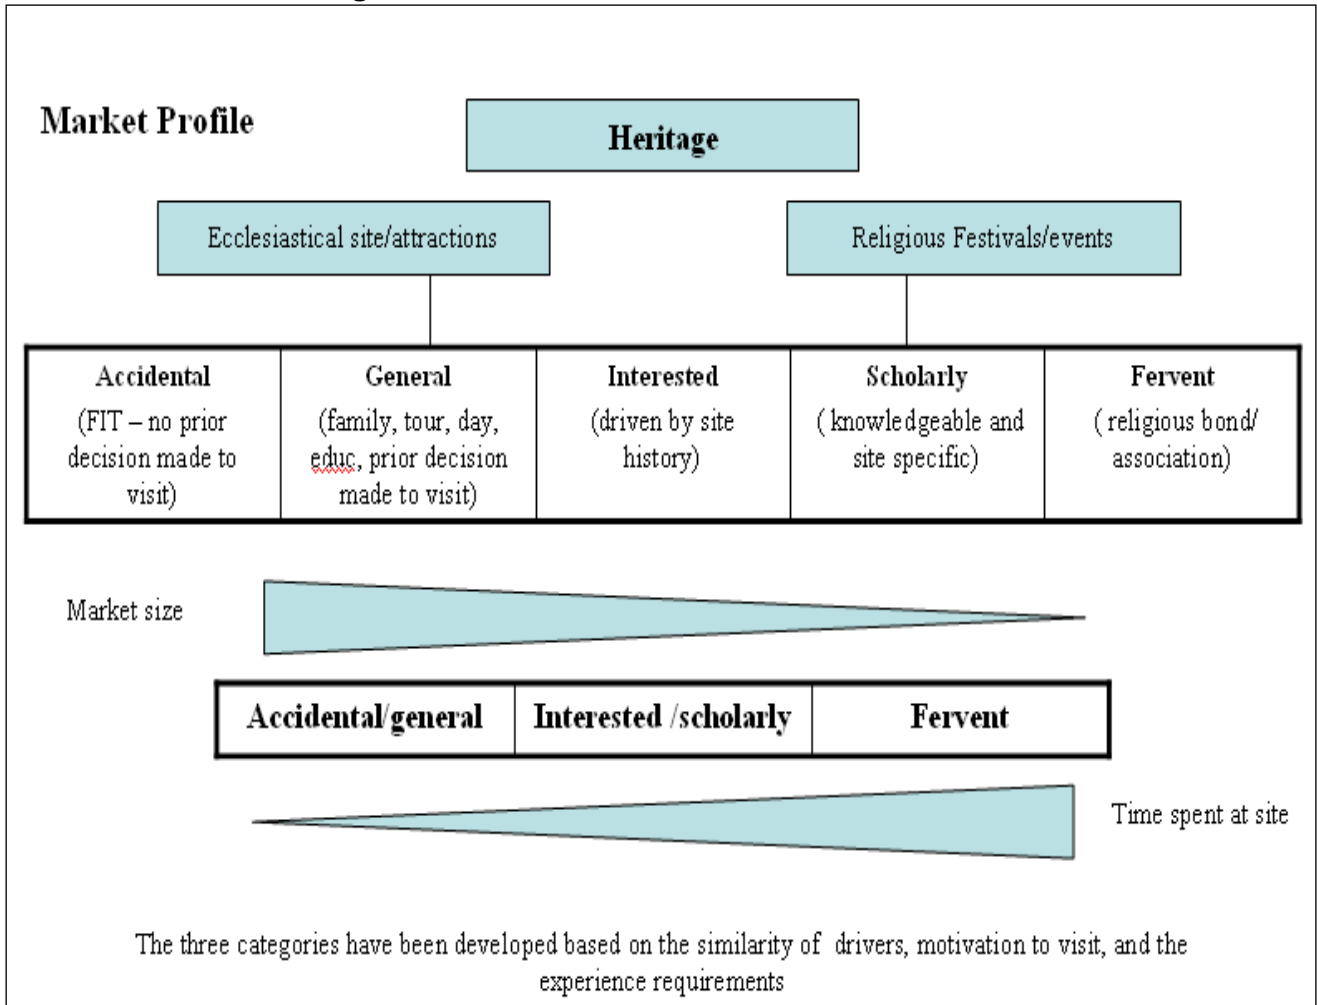 Market Profile
Heritage
Ecclesiastical site/attractions
Religious Festivals/events
Accidental
(FIT – no prior
decision made to
visit)
General
(family, tour, day,
educ, prior decision
made to visit)
Interested
(driven by site
history)
Scholarly
( knowledgeable and
site specific)
Fervent
( religious bond/
association)
Market size
Accidental/general
Interested /scholarly
Fervent
Time spent at site
The three categories have been developed based on the similarity of drivers, motivation to visit, and the
experience requirements